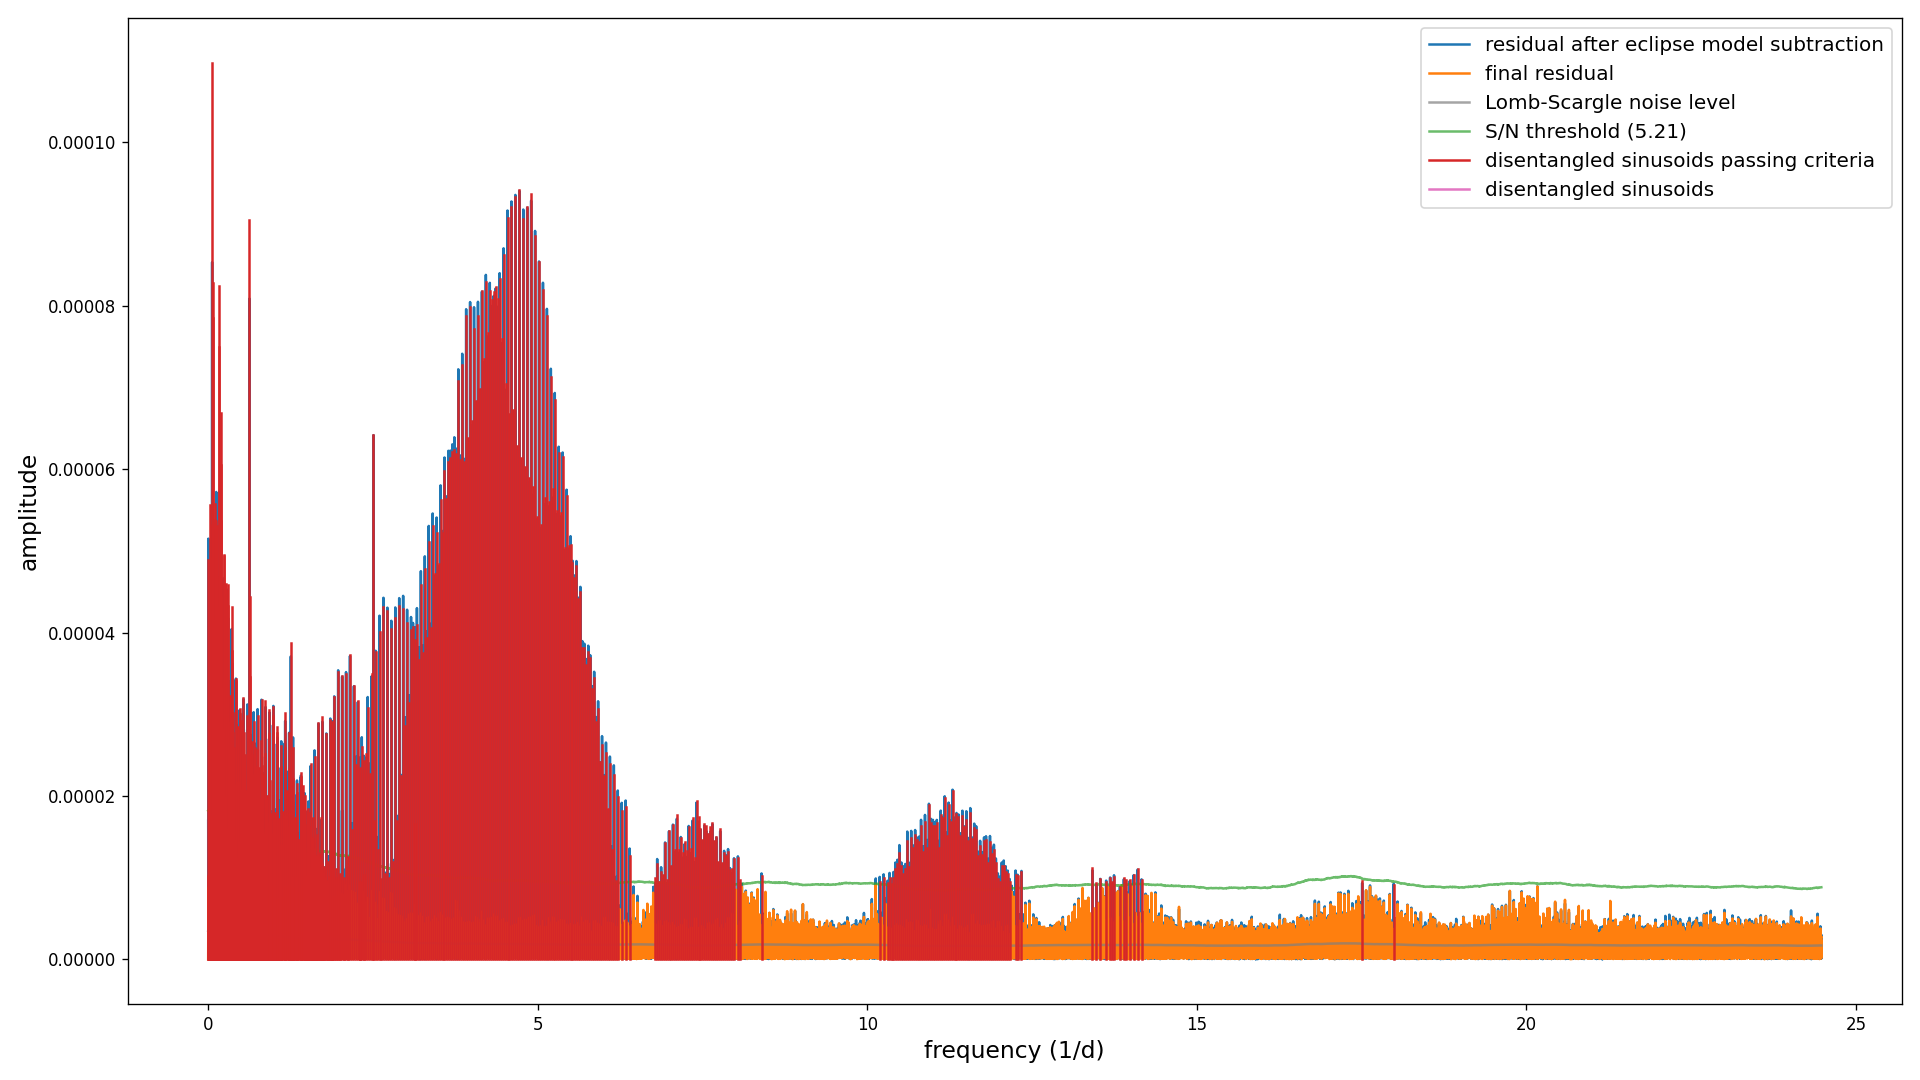 residual after eclipse model subtraction
final residual
Lomb-Scargle noise level
S/N threshold (5.21)
disentangled sinusoids passing criteria
disentangled sinusoids
amplitude
0.00010
0.00008
0.00006
0.00004
0.00002
0.00000
0 5 10 15 20 25
frequency (1/d)